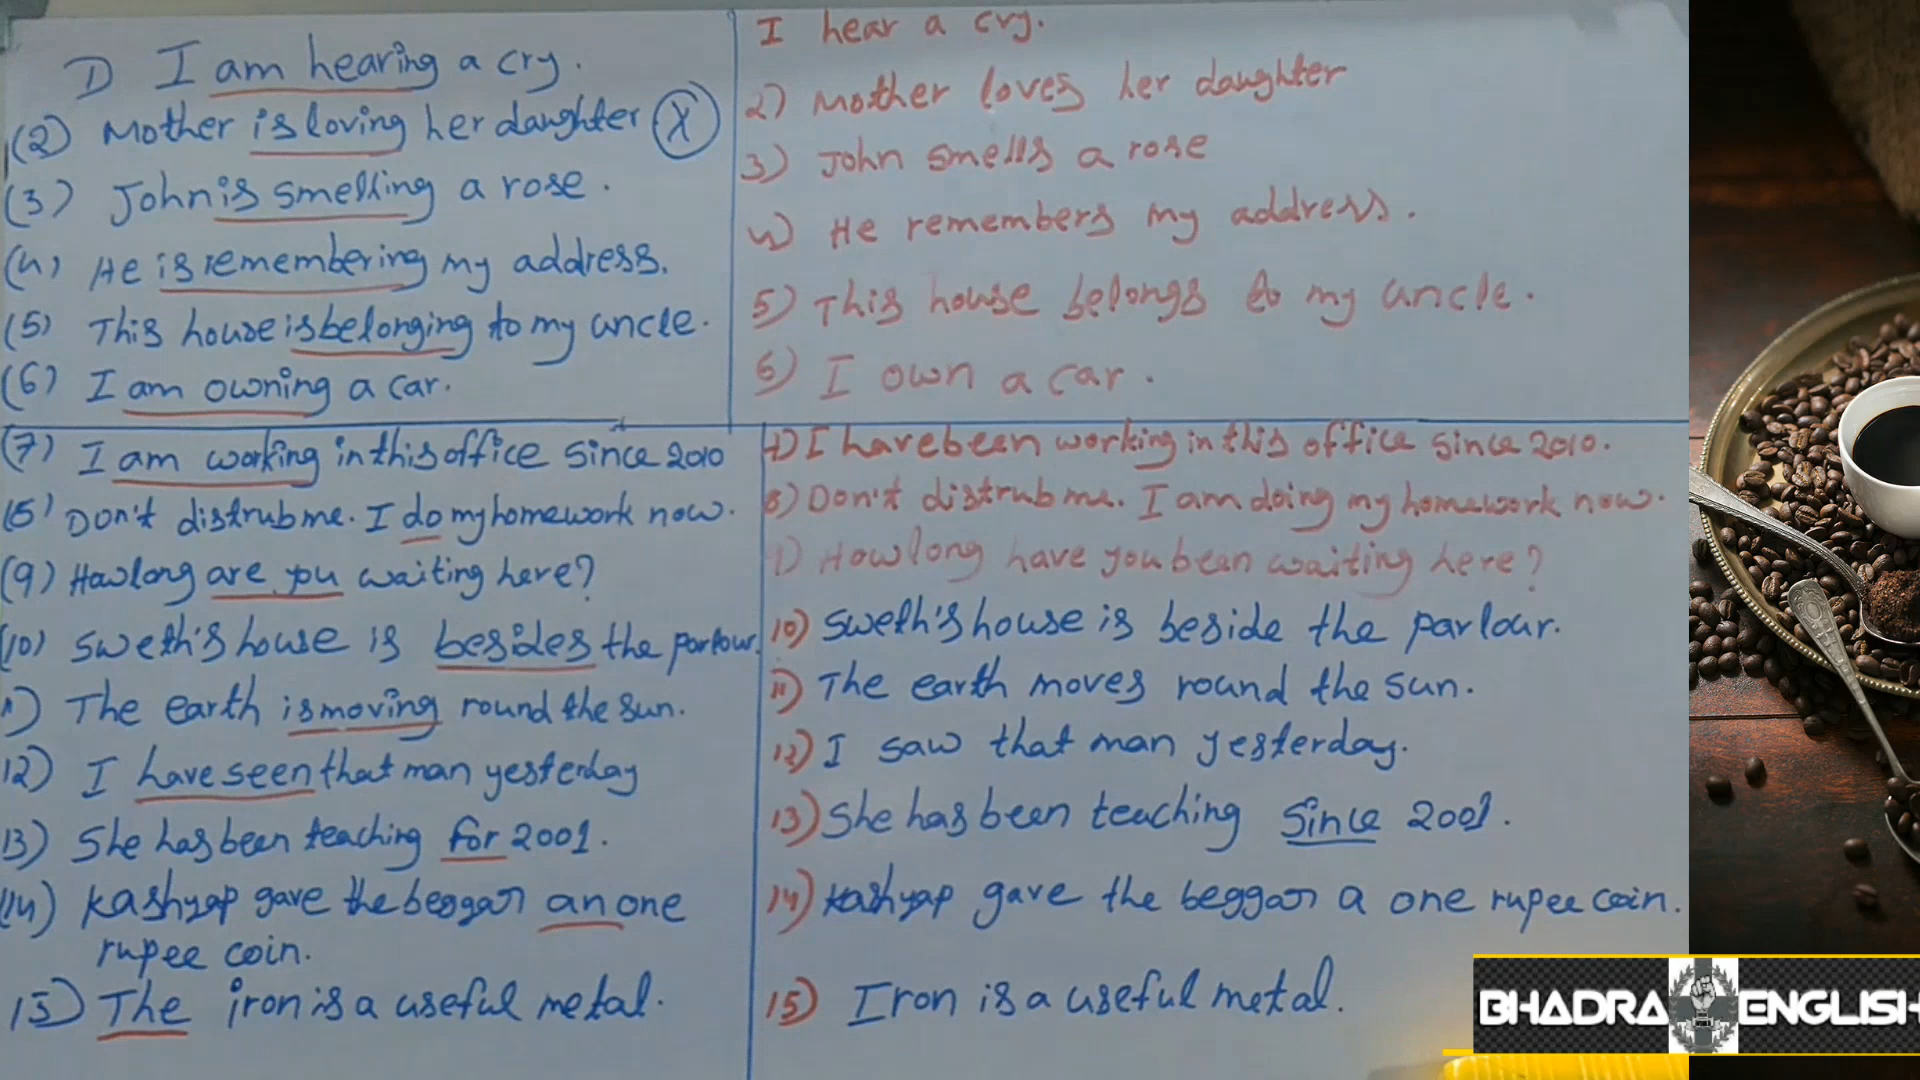 1) I am hearing a cry.
(2) Mother is loving her daughter (X)
(3) John is smelling a rose.
(4) He is remembering my address.
(5) This house is belonging to my uncle.
(6) I am owning a car.
I hear a cry.
2) Mother loves her daughter
3) John smells a rose
4) He remembers my address.
5) This house belongs to my uncle.
6) I own a car.
(7) I am working in this office since 2010
(5) Don't distrub me. I do my homework now.
(9) How long are you waiting here?
(10) Sweth's house is besides the parlour.
11) The earth is moving round the sun.
12) I have seen that man yesterday
13) She has been teaching for 2001.
(14) Kashyap gave the beggar an one
rupee coin.
15) The iron is a useful metal.
7) I have been working in this office since 2010.
8) Don't distrub me. I am doing my homework now.
9) How long have you been waiting here?
10) Sweth's house is beside the parlour.
11) The earth moves round the sun.
12) I saw that man yesterday.
13) She has been teaching since 2001.
14) Kashyap gave the beggar a one rupee coin.
15) Iron is a useful metal.
BHADRA ENGLISH